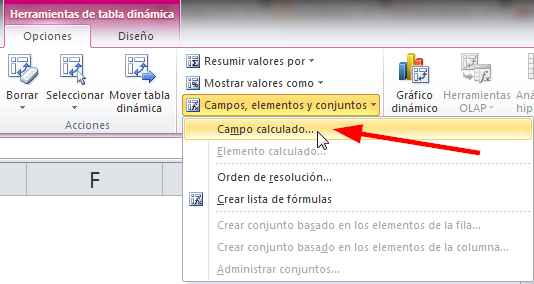 Herramientas de tabla dinámica
Opciones
Diseño
Borrar
Seleccionar
Mover tabla
dinámica
Acciones
Resumir valores por
Mostrar valores como
Campos, elementos y conjuntos
Gráfico
dinámico
Herramientas
OLAP
Campo calculado...
Elemento calculado...
Orden de resolución...
Crear lista de fórmulas
Crear conjunto basado en los elementos de la fila...
Crear conjunto basado en los elementos de la columna...
Administrar conjuntos...
F